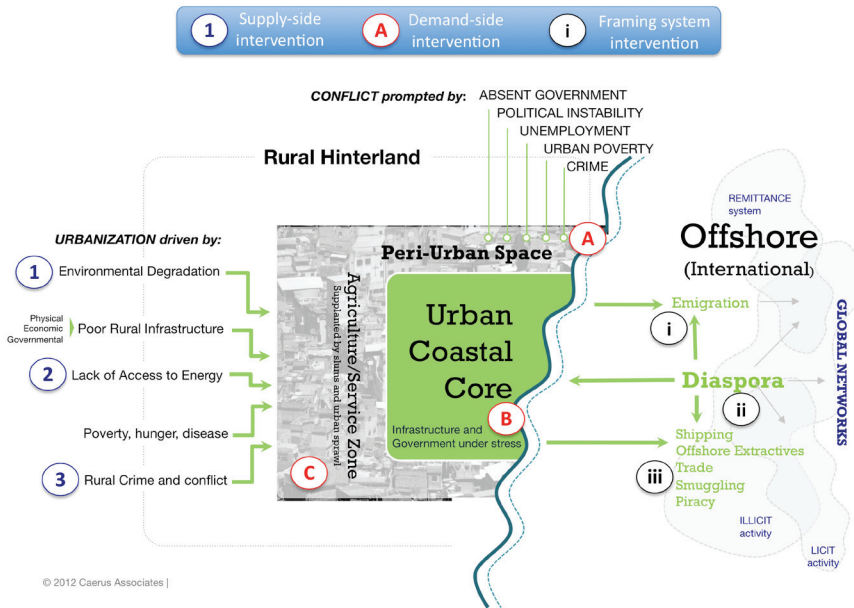 1 Supply-side intervention
A Demand-side intervention
i Framing system intervention
CONFLICT prompted by:
ABSENT GOVERNMENT
POLITICAL INSTABILITY
UNEMPLOYMENT
URBAN POVERTY
CRIME
Rural Hinterland
URBANIZATION driven by:
1
Environmental Degradation
Physical
Economic
Governmental
Poor Rural Infrastructure
2
Lack of Access to Energy
Poverty, hunger, disease
3
Rural Crime and conflict
A
Peri-Urban Space
Agriculture/Service Zone
Supplanted by slums and urban sprawl
C
Urban
Coastal
Core
B
Infrastructure and
Government under stress
REMITTANCE
system
Offshore
(International)
Emigration
i
Diaspora
ii
Shipping
Offshore Extractives
iii
Trade
Smuggling
Piracy
GLOBAL NETWORKS
ILLICIT
activity
LICIT
activity
© 2012 Caerus Associates |